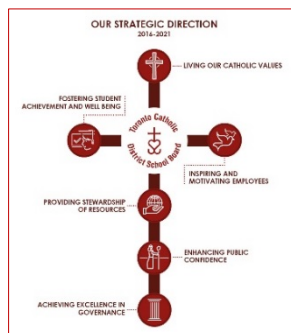 OUR STRATEGIC DIRECTION
2016-2021
LIVING OUR CATHOLIC VALUES
FOSTERING STUDENT
ACHIEVEMENT AND WELL BEING
Toronto Catholic
District School Board
INSPIRING AND
MOTIVATING EMPLOYEES
PROVIDING STEWARDSHIP
OF RESOURCES
ENHANCING PUBLIC
CONFIDENCE
ACHIEVING EXCELLENCE IN
GOVERNANCE